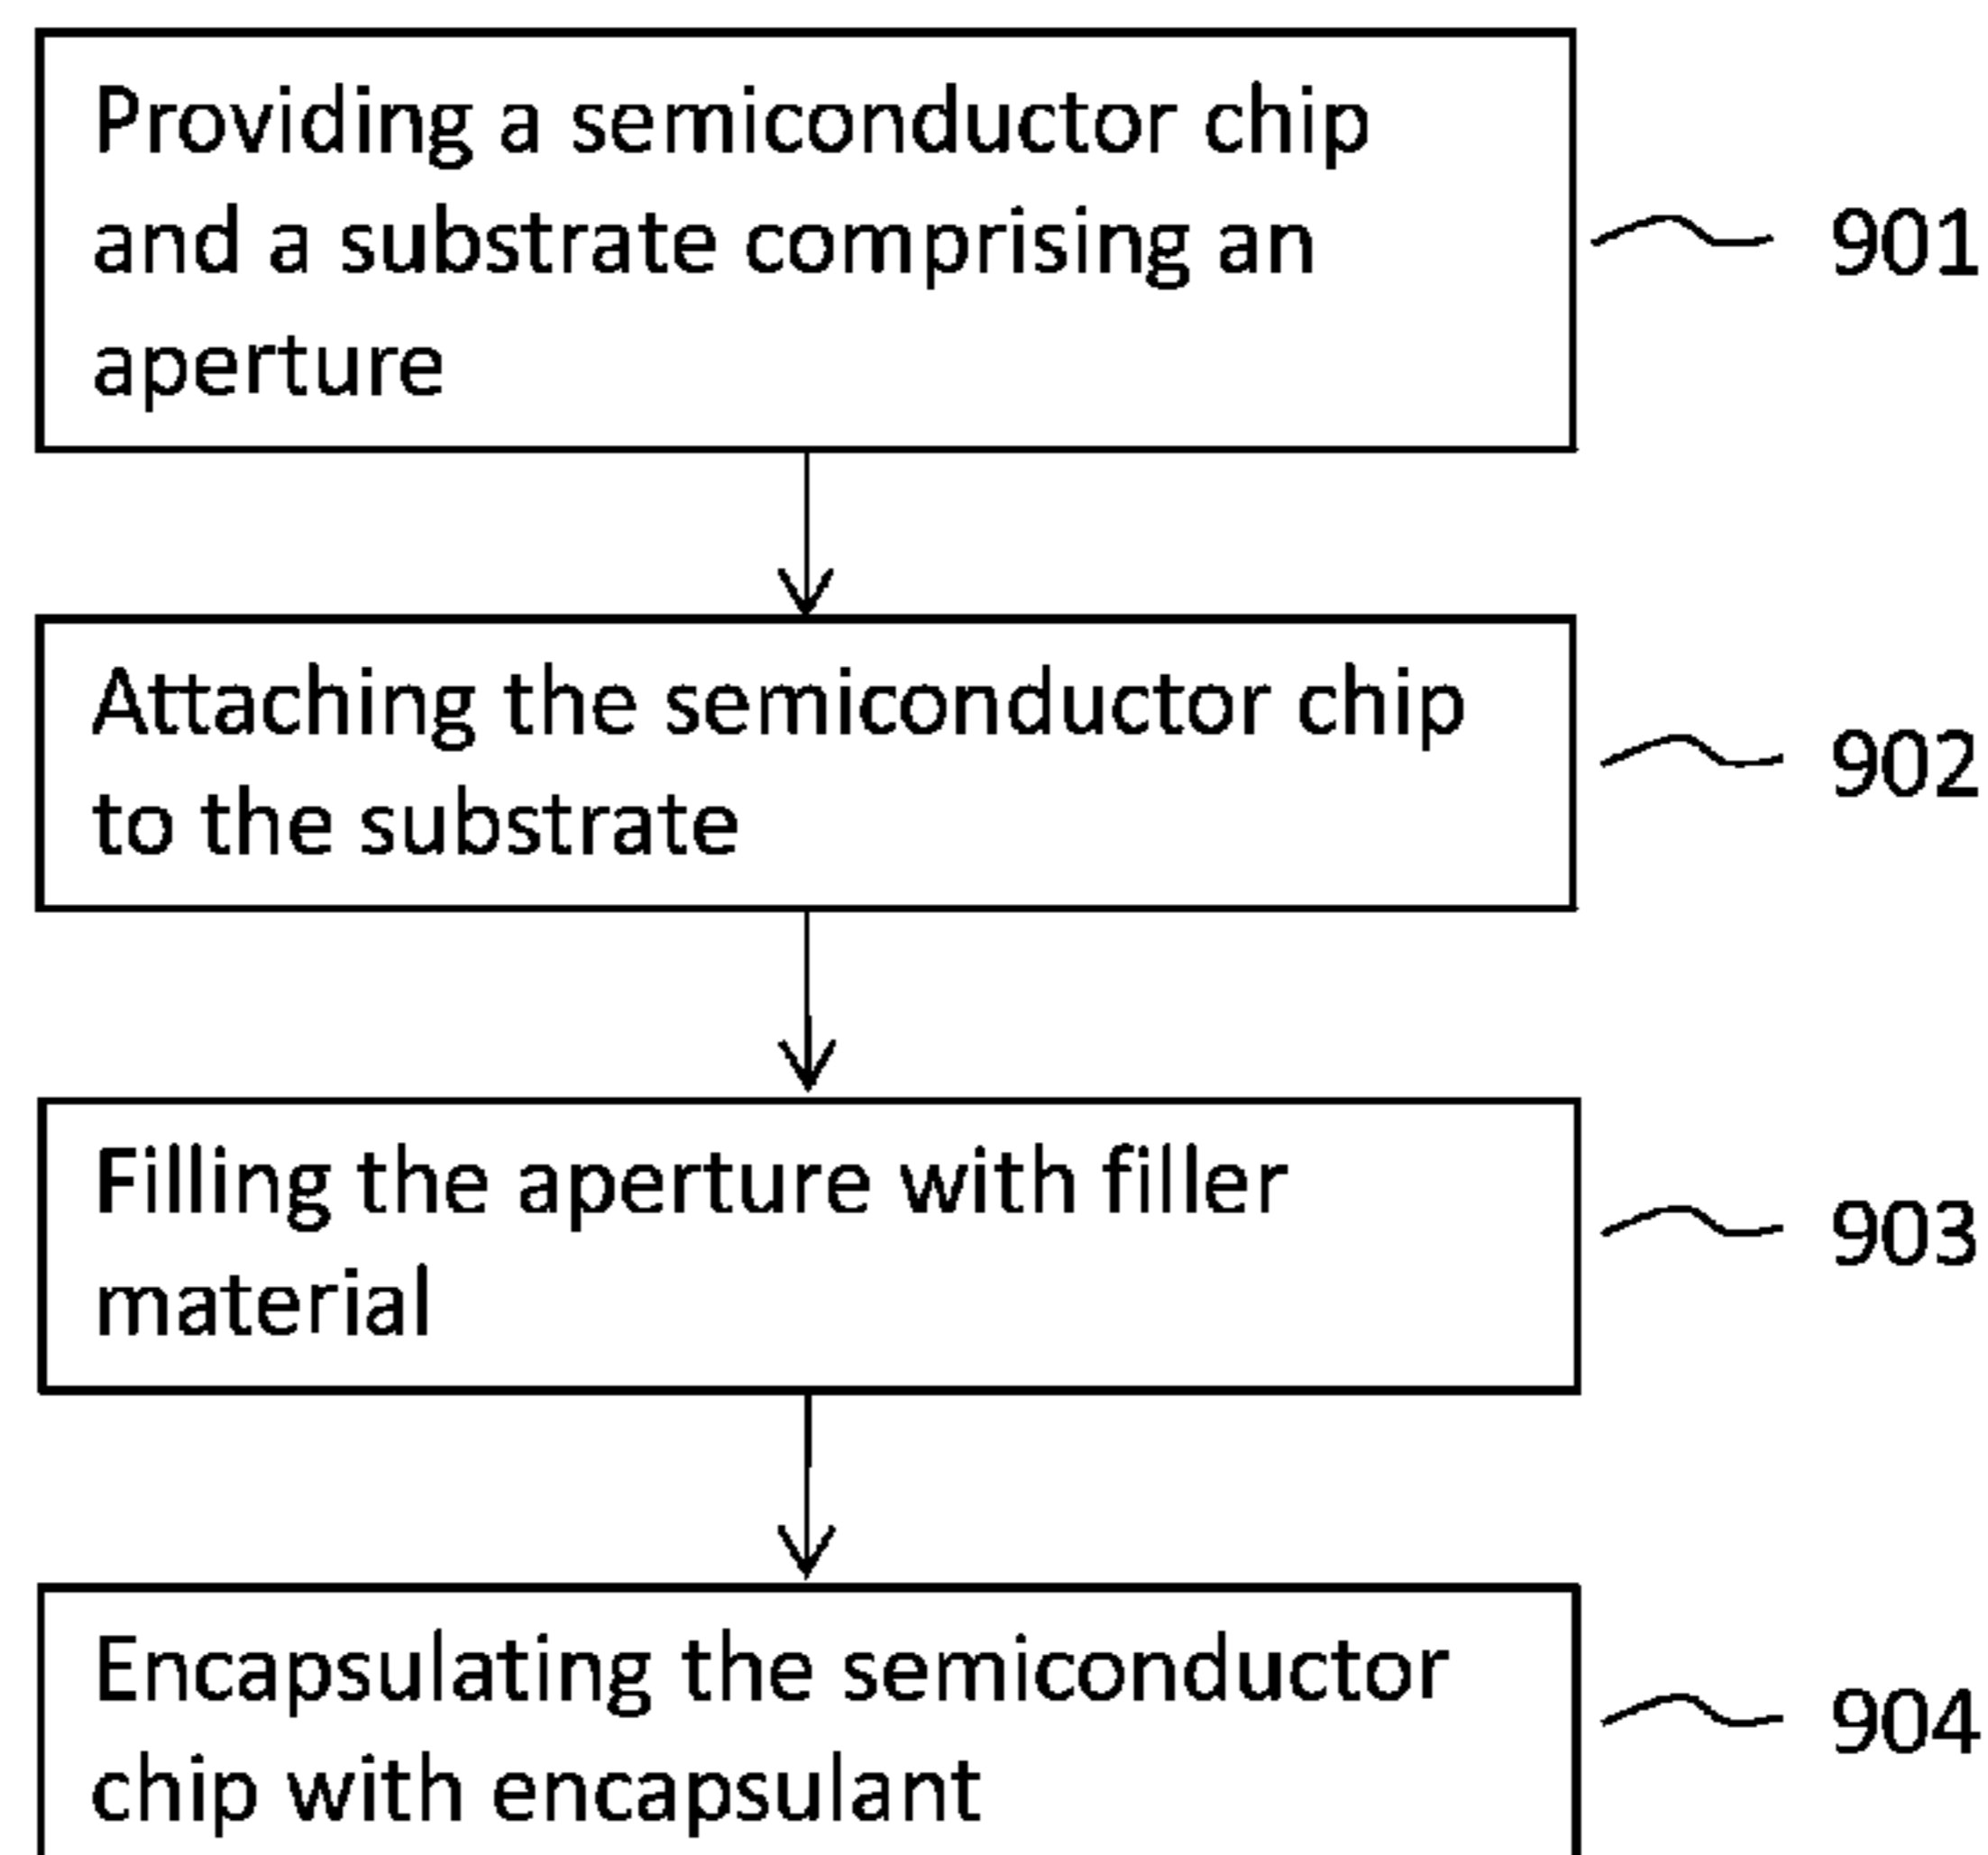 Providing a semiconductor chip
and a substrate comprising an
aperture
901
Attaching the semiconductor chip
to the substrate
902
Filling the aperture with filler
material
903
Encapsulating the semiconductor
chip with encapsulant
904